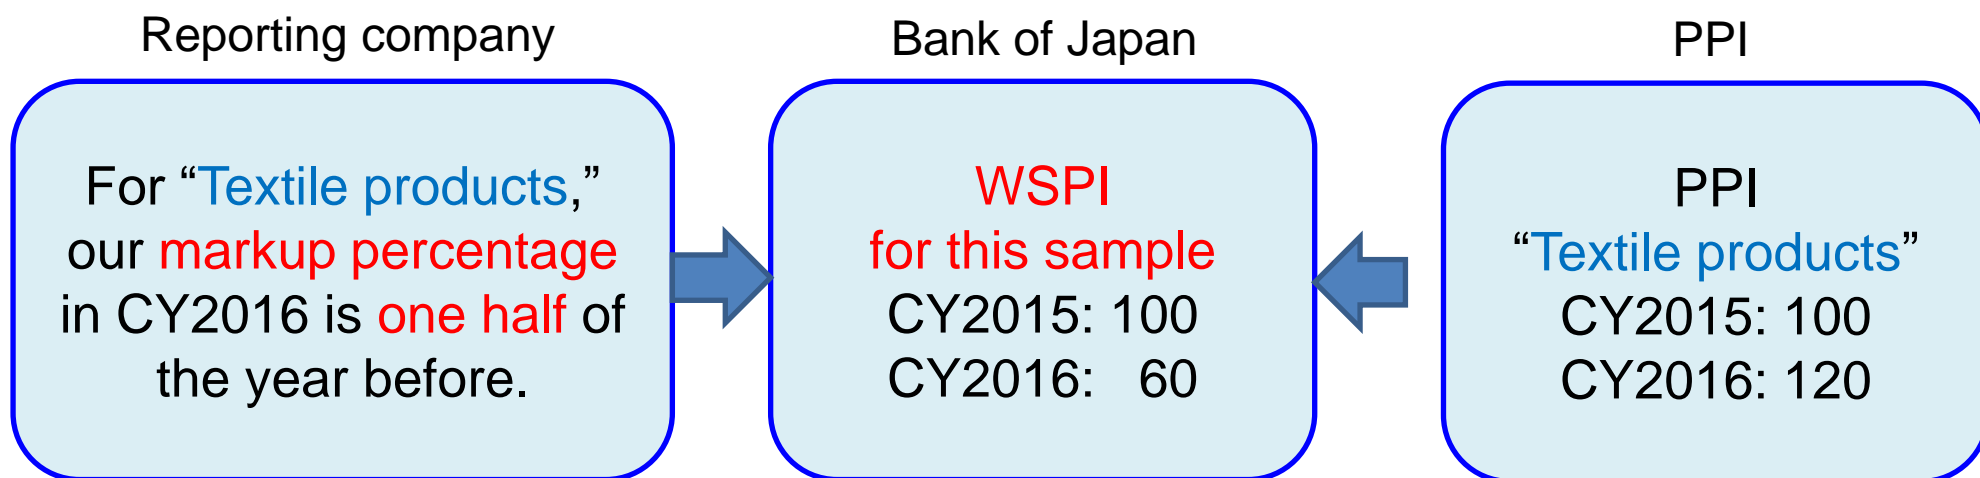 Reporting company
For “Textile products,”
our markup percentage
in CY2016 is one half of
the year before.
Bank of Japan
WSPI
for this sample
CY2015: 100
CY2016: 60
PPI
PPI
“Textile products”
CY2015: 100
CY2016: 120